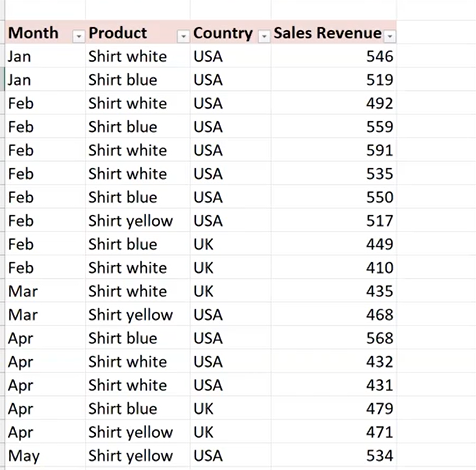 Month Product Country Sales Revenue
Jan Shirt white USA 546
Jan Shirt blue USA 519
Feb Shirt white USA 492
Feb Shirt blue USA 559
Feb Shirt white USA 591
Feb Shirt white USA 535
Feb Shirt blue USA 550
Feb Shirt yellow USA 517
Feb Shirt blue UK 449
Feb Shirt white UK 410
Mar Shirt white UK 435
Mar Shirt yellow USA 468
Apr Shirt blue USA 568
Apr Shirt white USA 432
Apr Shirt white USA 431
Apr Shirt blue UK 479
Apr Shirt yellow UK 471
May Shirt yellow USA 534